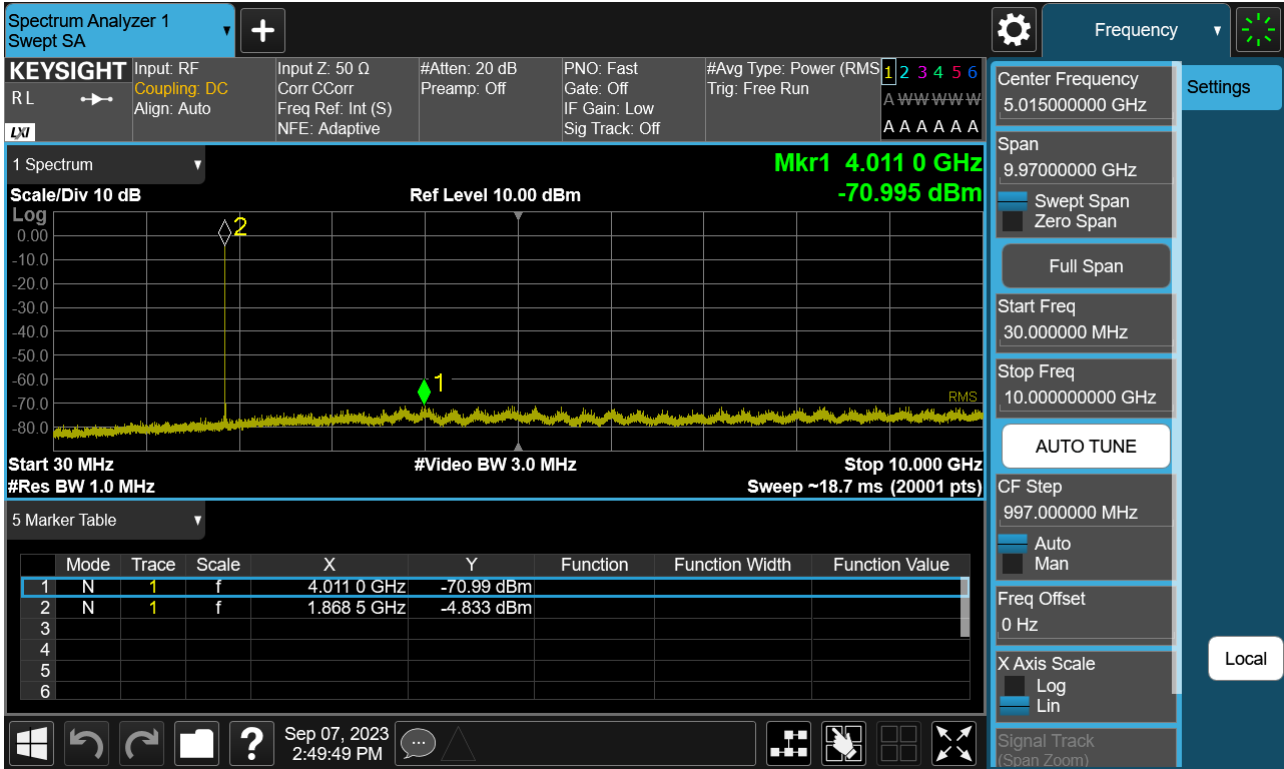 Spectrum Analyzer 1
Swept SA
Frequency
KEYSIGHT
R L
LXI
Input: RF
Coupling: DC
Align: Auto
Input Z: 50 Ω
Corr CCorr
Freq Ref: Int (S)
NFE: Adaptive
#Atten: 20 dB
Preamp: Off
PNO: Fast
Gate: Off
IF Gain: Low
Sig Track: Off
#Avg Type: Power (RMS
Trig: Free Run
1 2 3 4 5 6
A W W W W W
A A A A A A
1 Spectrum
Mkr1 4.011 0 GHz
-70.995 dBm
Scale/Div 10 dB
Ref Level 10.00 dBm
Log
0.00
-10.0
-20.0
-30.0
-40.0
-50.0
-60.0
-70.0
-80.0
2
1
RMS
Start 30 MHz
#Video BW 3.0 MHz
Stop 10.000 GHz
#Res BW 1.0 MHz
Sweep ~18.7 ms (20001 pts)
5 Marker Table
Mode Trace Scale X Y Function Function Width Function Value
1 N 1 f 4.011 0 GHz -70.99 dBm
2 N 1 f 1.868 5 GHz -4.833 dBm
3
4
5
6
Sep 07, 2023
2:49:49 PM
Center Frequency
5.015000000 GHz
Settings
Span
9.97000000 GHz
Swept Span
Zero Span
Full Span
Start Freq
30.000000 MHz
Stop Freq
10.000000000 GHz
AUTO TUNE
CF Step
997.000000 MHz
Auto
Man
Freq Offset
0 Hz
X Axis Scale
Log
Lin
Local
Signal Track
(Span Zoom)